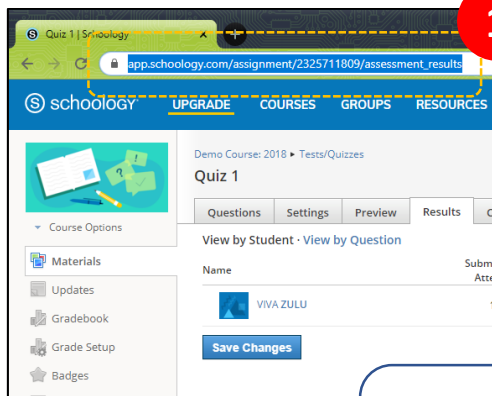 Quiz 1 | Schoology
app.schoology.com/assignment/2325711809/assessment_results
S schoology UPGRADE COURSES GROUPS RESOURCES
Demo Course: 2018 ▸ Tests/Quizzes
Quiz 1
Questions Settings Preview Results
Course Options
View by Student · View by Question
Materials
Name
Updates
VIVA ZULU
Gradebook
Grade Setup
Save Changes
Badges